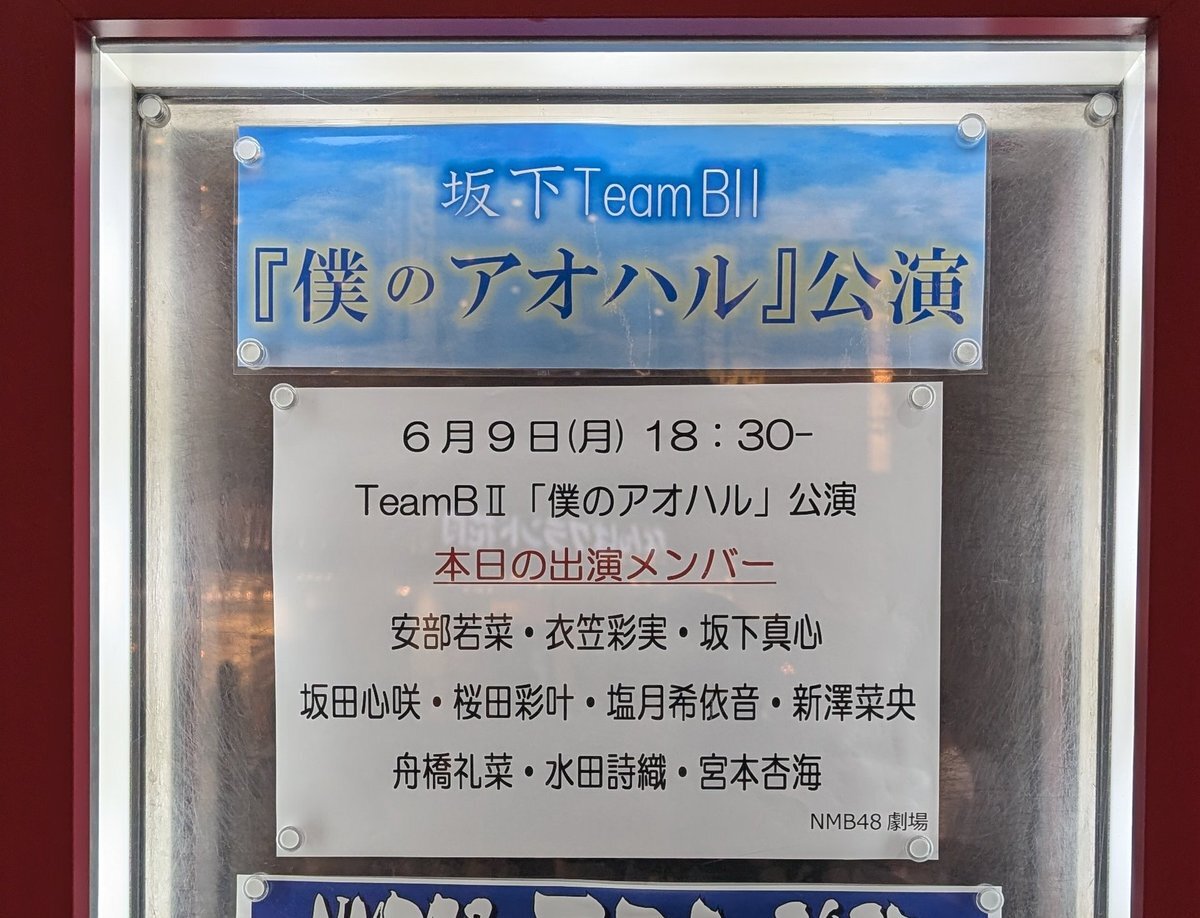 坂下TeamBII
『僕のアオハル』公演
6月9日(月) 18：30-
TeamBⅡ「僕のアオハル」公演
本日の出演メンバー
安部若菜・衣笠彩実・坂下真心
坂田心咲・桜田彩叶・塩月希依音・新澤菜央
舟橋礼菜・水田詩織・宮本杏海
NMB48 劇場